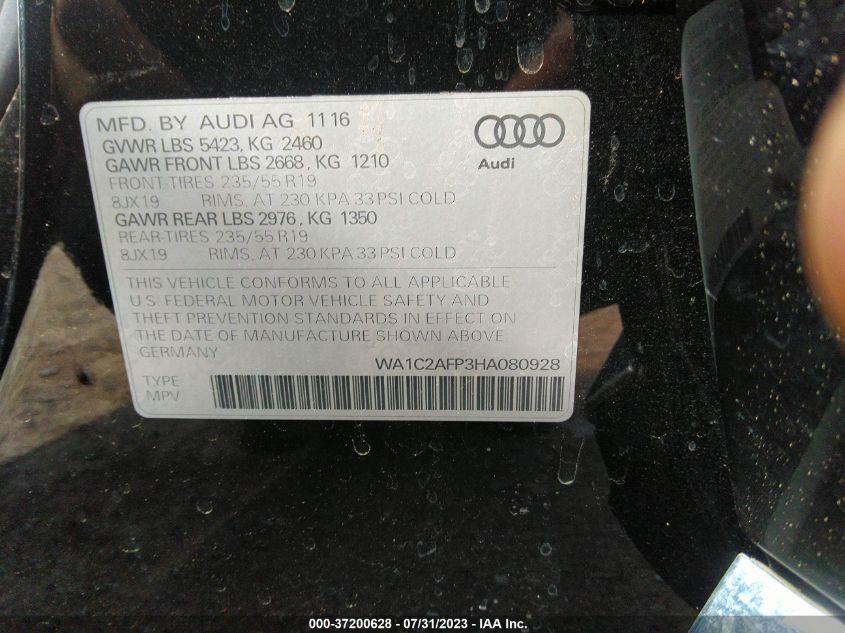 MFD. BY AUDI AG 11 16
GVWR LBS 5423, KG 2460
GAWR FRONT LBS 2668, KG 1210
FRONT-TIRES 235/55 R19
8JX19 RIMS, AT 230 KPA 33 PSI COLD
GAWR REAR LBS 2976, KG 1350
REAR-TIRES 235/55 R19
8JX19 RIMS, AT 230 KPA 33 PSI COLD
Audi
THIS VEHICLE CONFORMS TO ALL APPLICABLE
U.S. FEDERAL MOTOR VEHICLE SAFETY AND
THEFT PREVENTION STANDARDS IN EFFECT ON
THE DATE OF MANUFACTURE SHOWN ABOVE
GERMANY
WA1C2AFP3HA080928
TYPE
MPV
000-37200628 - 07/31/2023 - IAA Inc.